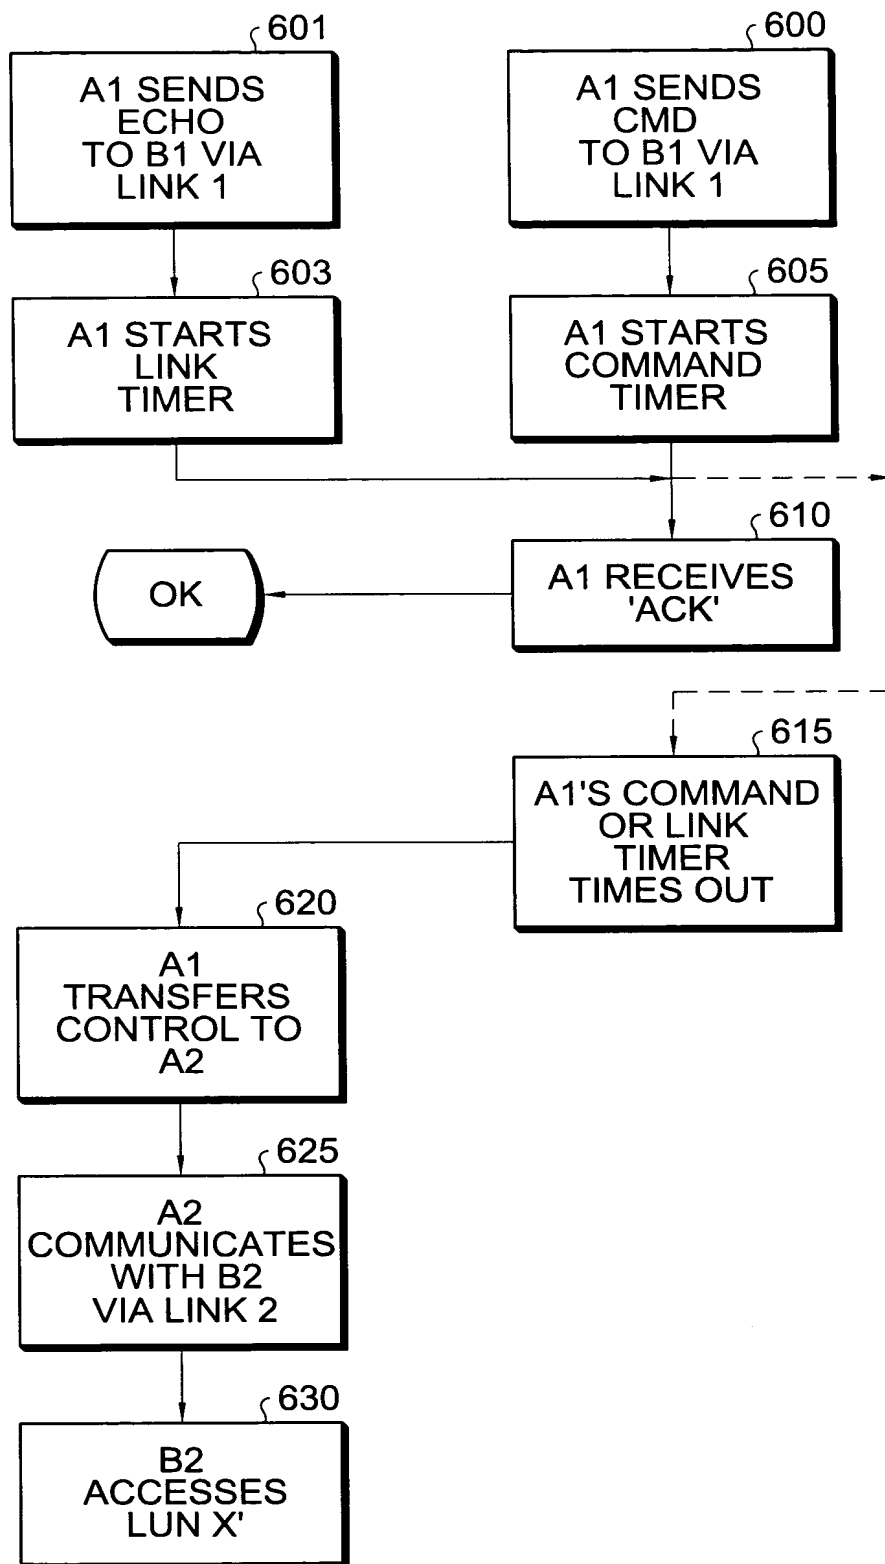 601
A1 SENDS
ECHO
TO B1 VIA
LINK 1
600
A1 SENDS
CMD
TO B1 VIA
LINK 1
603
A1 STARTS
LINK
TIMER
605
A1 STARTS
COMMAND
TIMER
610
A1 RECEIVES
'ACK'
OK
615
A1'S COMMAND
OR LINK
TIMER
TIMES OUT
620
A1
TRANSFERS
CONTROL TO
A2
625
A2
COMMUNICATES
WITH B2
VIA LINK 2
630
B2
ACCESSES
LUN X'